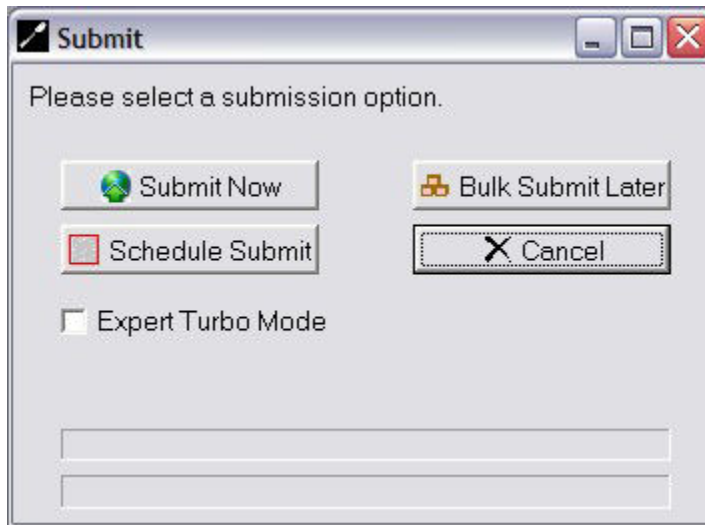 Submit
Please select a submission option.
Submit Now
Bulk Submit Later
Schedule Submit
Cancel
Expert Turbo Mode